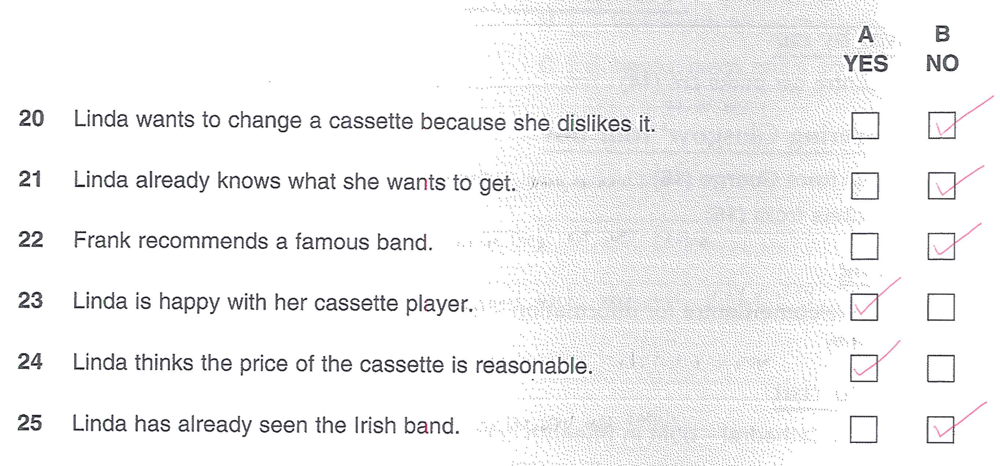 A B
YES NO
20 Linda wants to change a cassette because she dislikes it.
21 Linda already knows what she wants to get.
22 Frank recommends a famous band.
23 Linda is happy with her cassette player.
24 Linda thinks the price of the cassette is reasonable.
25 Linda has already seen the Irish band.